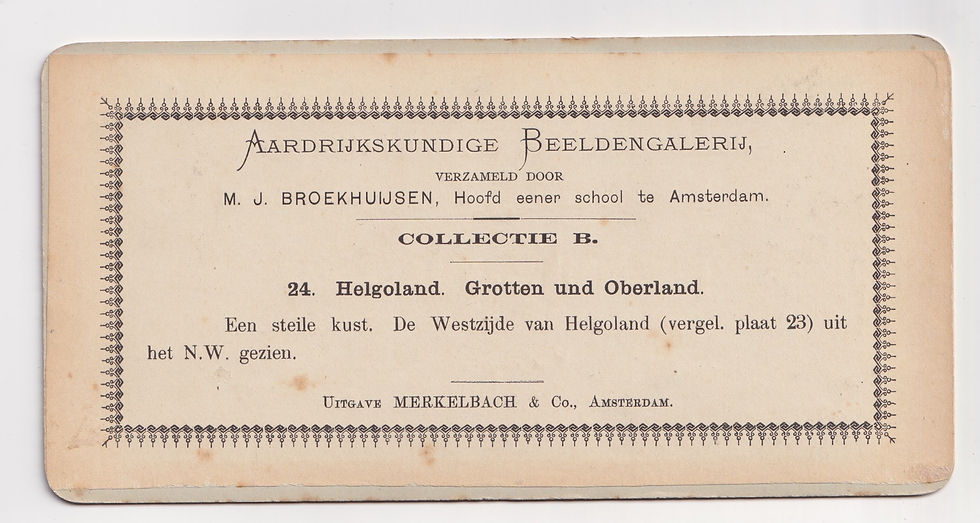 AARDRIJKSKUNDIGE BEELDENGALERIJ,
VERZAMELD DOOR
M. J. BROEKHUIJSEN, Hoofd eener school te Amsterdam.
COLLECTIE B.
24. Helgoland. Grotten und Oberland.
Een steile kust. De Westzijde van Helgoland (vergel. plaat 23) uit
het N.W. gezien.
UITGAVE MERKELBACH & Co., AMSTERDAM.